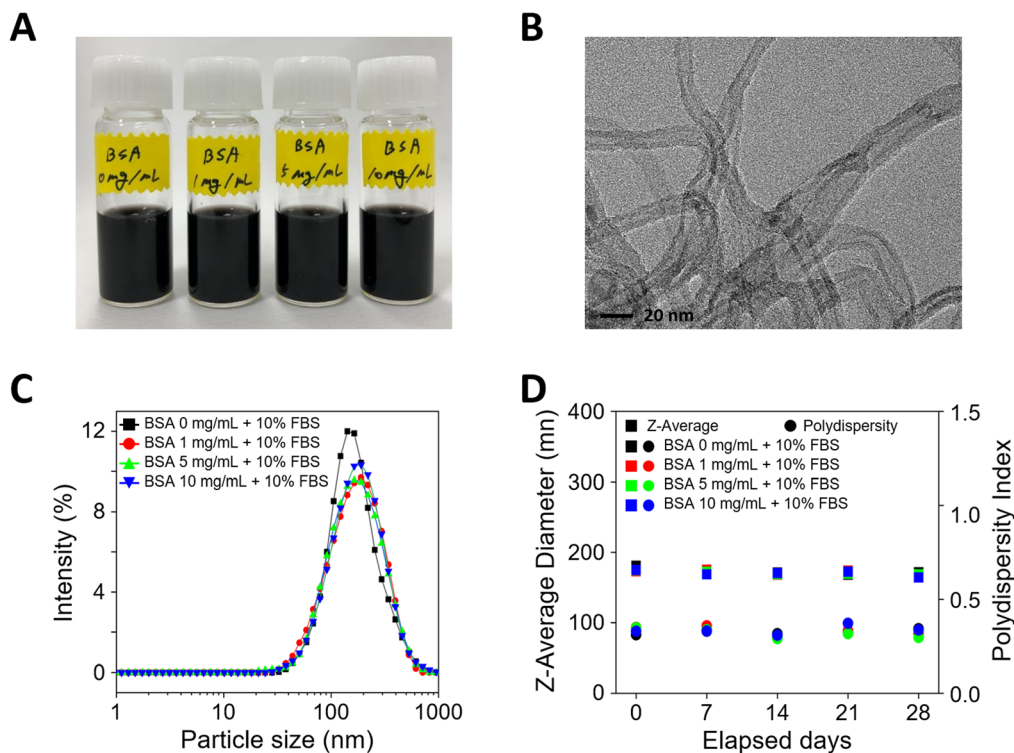 A
BSA
0mg/mL
BSA
1mg/mL
BSA
5mg/mL
BSA
10mg/mL
B
20 nm
C
BSA 0 mg/mL + 10% FBS
BSA 1 mg/mL + 10% FBS
BSA 5 mg/mL + 10% FBS
BSA 10 mg/mL + 10% FBS
Intensity (%)
12
8
4
0
1
10
100
1000
Particle size (nm)
D
Z-Average
Polydispersity
BSA 0 mg/mL + 10% FBS
BSA 1 mg/mL + 10% FBS
BSA 5 mg/mL + 10% FBS
BSA 10 mg/mL + 10% FBS
Z-Average Diameter (mn)
400
300
200
100
0
1.5
1.0
0.5
0.0
Polydispersity Index
0
7
14
21
28
Elapsed days